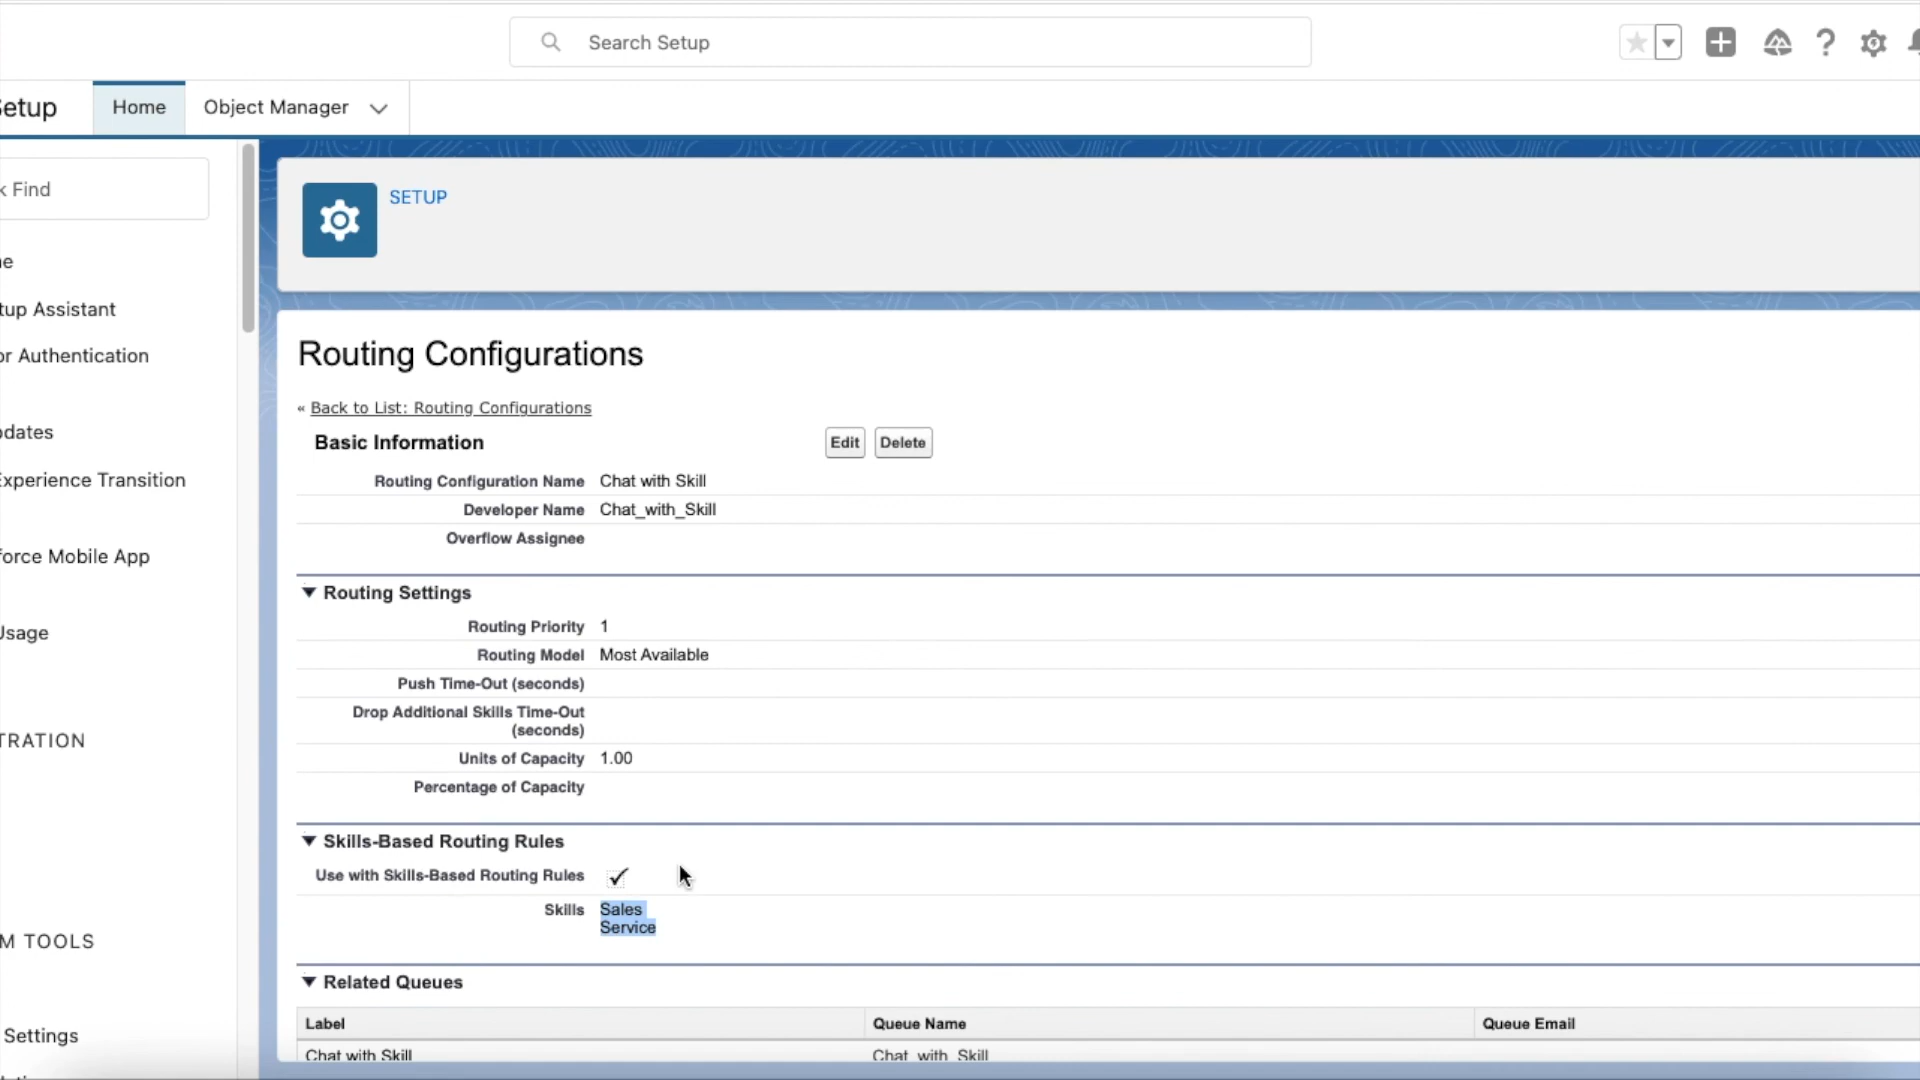 Search Setup
Setup
Home
Object Manager
k Find
SETUP
e
tup Assistant
or Authentication
Routing Configurations
« Back to List: Routing Configurations
pdates
Basic Information
Edit
Delete
Experience Transition
Routing Configuration Name Chat with Skill
Developer Name Chat_with_Skill
Overflow Assignee
force Mobile App
Routing Settings
Usage
Routing Priority 1
Routing Model Most Available
Push Time-Out (seconds)
Drop Additional Skills Time-Out
(seconds)
TRATION
Units of Capacity 1.00
Percentage of Capacity
Skills-Based Routing Rules
Use with Skills-Based Routing Rules
Skills Sales
Service
M TOOLS
Related Queues
Label Queue Name Queue Email
Settings
Chat with Skill Chat_with_Skill